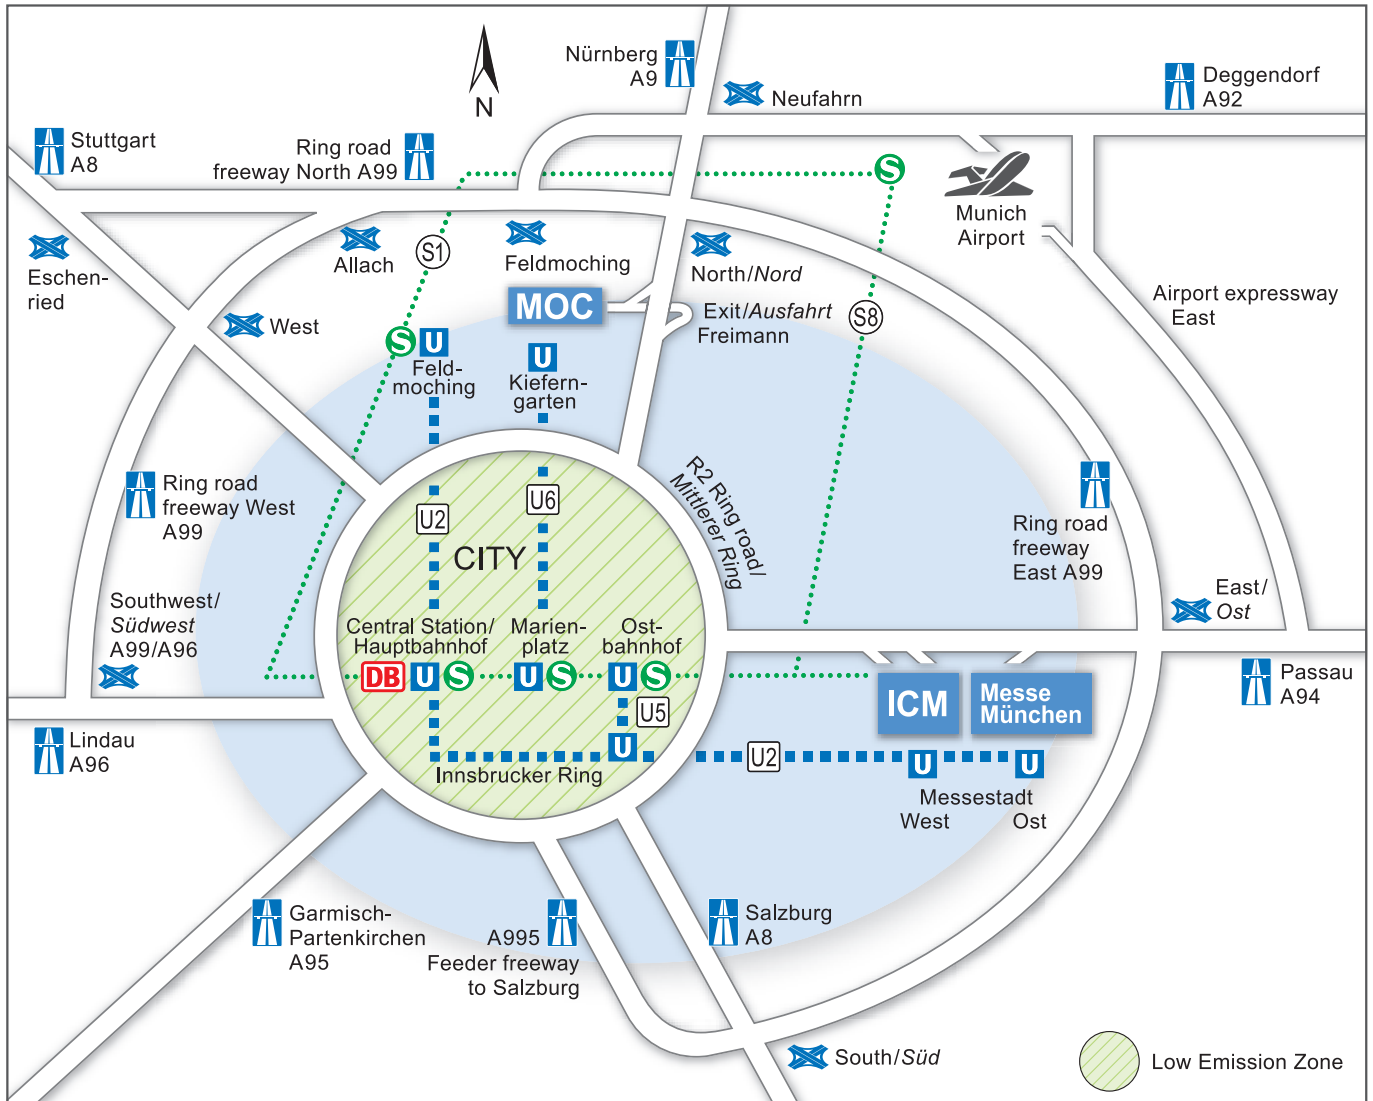 Nürnberg
A9
N
Neufahrn
Deggendorf
A92
Stuttgart
A8
Ring road
freeway North A99
S
Munich
Airport
Eschen-
ried
Allach
S1
Feldmoching
North/Nord
MOC
Exit/Ausfahrt
Freimann
S8
Airport expressway
East
West
S
U
Feld-
moching
U
Kiefern-
garten
R2 Ring road/
Mittlerer Ring
Ring road
freeway West
A99
U2
U6
CITY
Ring road
freeway
East A99
Southwest/
Südwest
A99/A96
East/
Ost
Central Station/
Hauptbahnhof
Marien-
platz
Ost-
bahnhof
DB
U
S
U
S
U
S
ICM
Messe
München
Passau
A94
U5
Lindau
A96
U
U2
U
U
Innsbrucker Ring
Messestadt
West
Ost
Garmisch-
Partenkirchen
A95
A995
Feeder freeway
to Salzburg
Salzburg
A8
South/Süd
Low Emission Zone